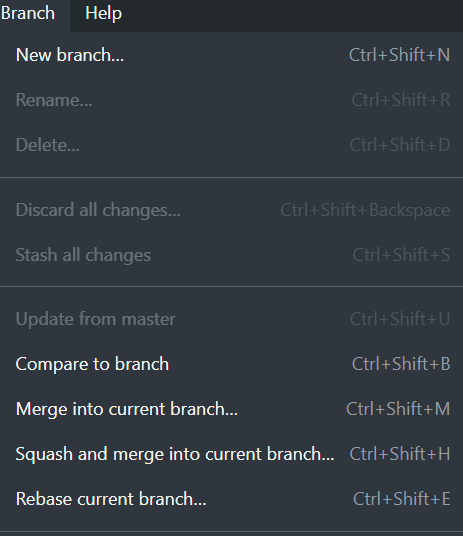 Branch Help
New branch... Ctrl+Shift+N
Rename... Ctrl+Shift+R
Delete... Ctrl+Shift+D
Discard all changes... Ctrl+Shift+Backspace
Stash all changes Ctrl+Shift+S
Update from master Ctrl+Shift+U
Compare to branch Ctrl+Shift+B
Merge into current branch... Ctrl+Shift+M
Squash and merge into current branch... Ctrl+Shift+H
Rebase current branch... Ctrl+Shift+E